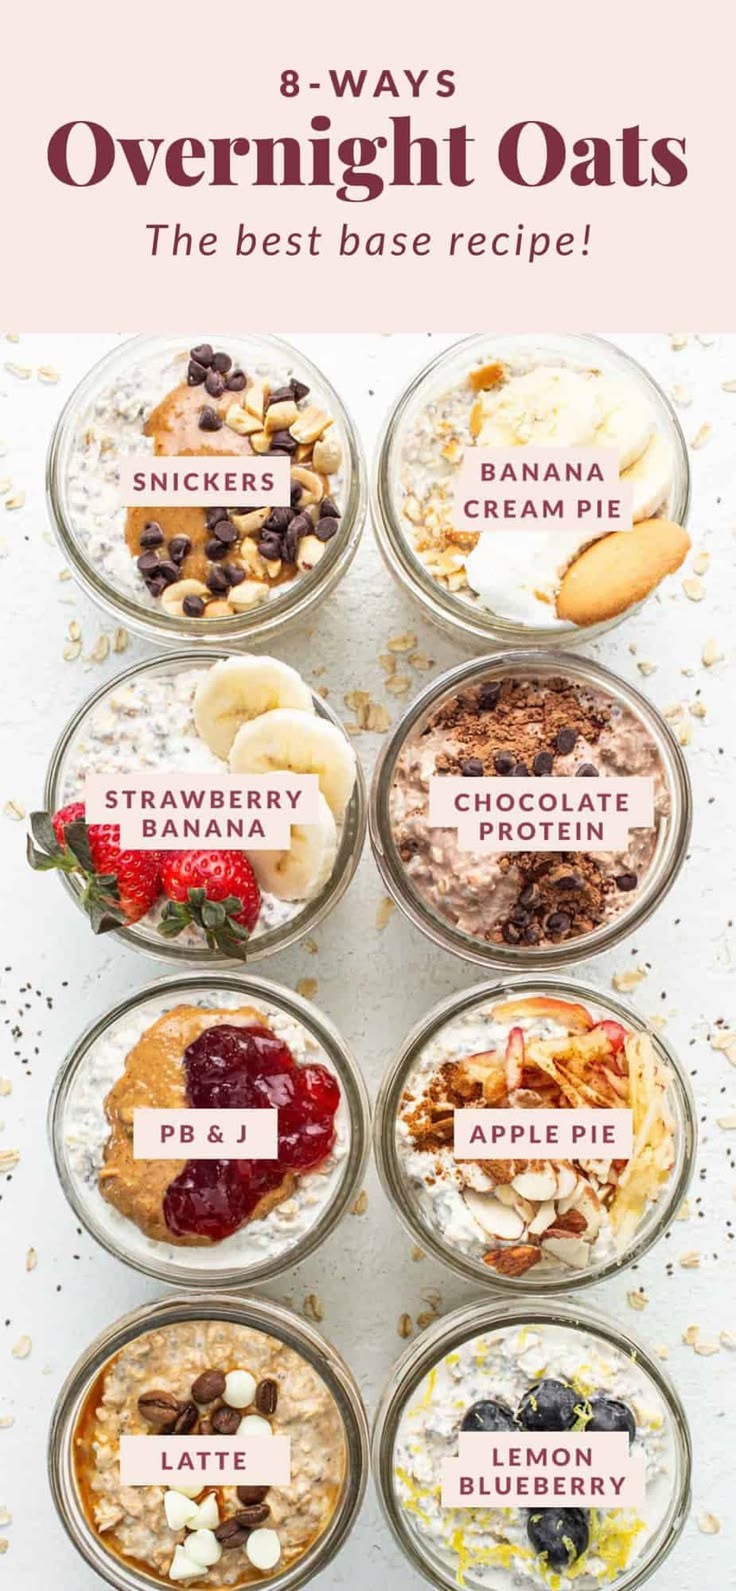 8-WAYS
Overnight Oats
The best base recipe!
SNICKERS
BANANA
CREAM PIE
STRAWBERRY
BANANA
CHOCOLATE
PROTEIN
PB & J
APPLE PIE
LATTE
LEMON
BLUEBERRY